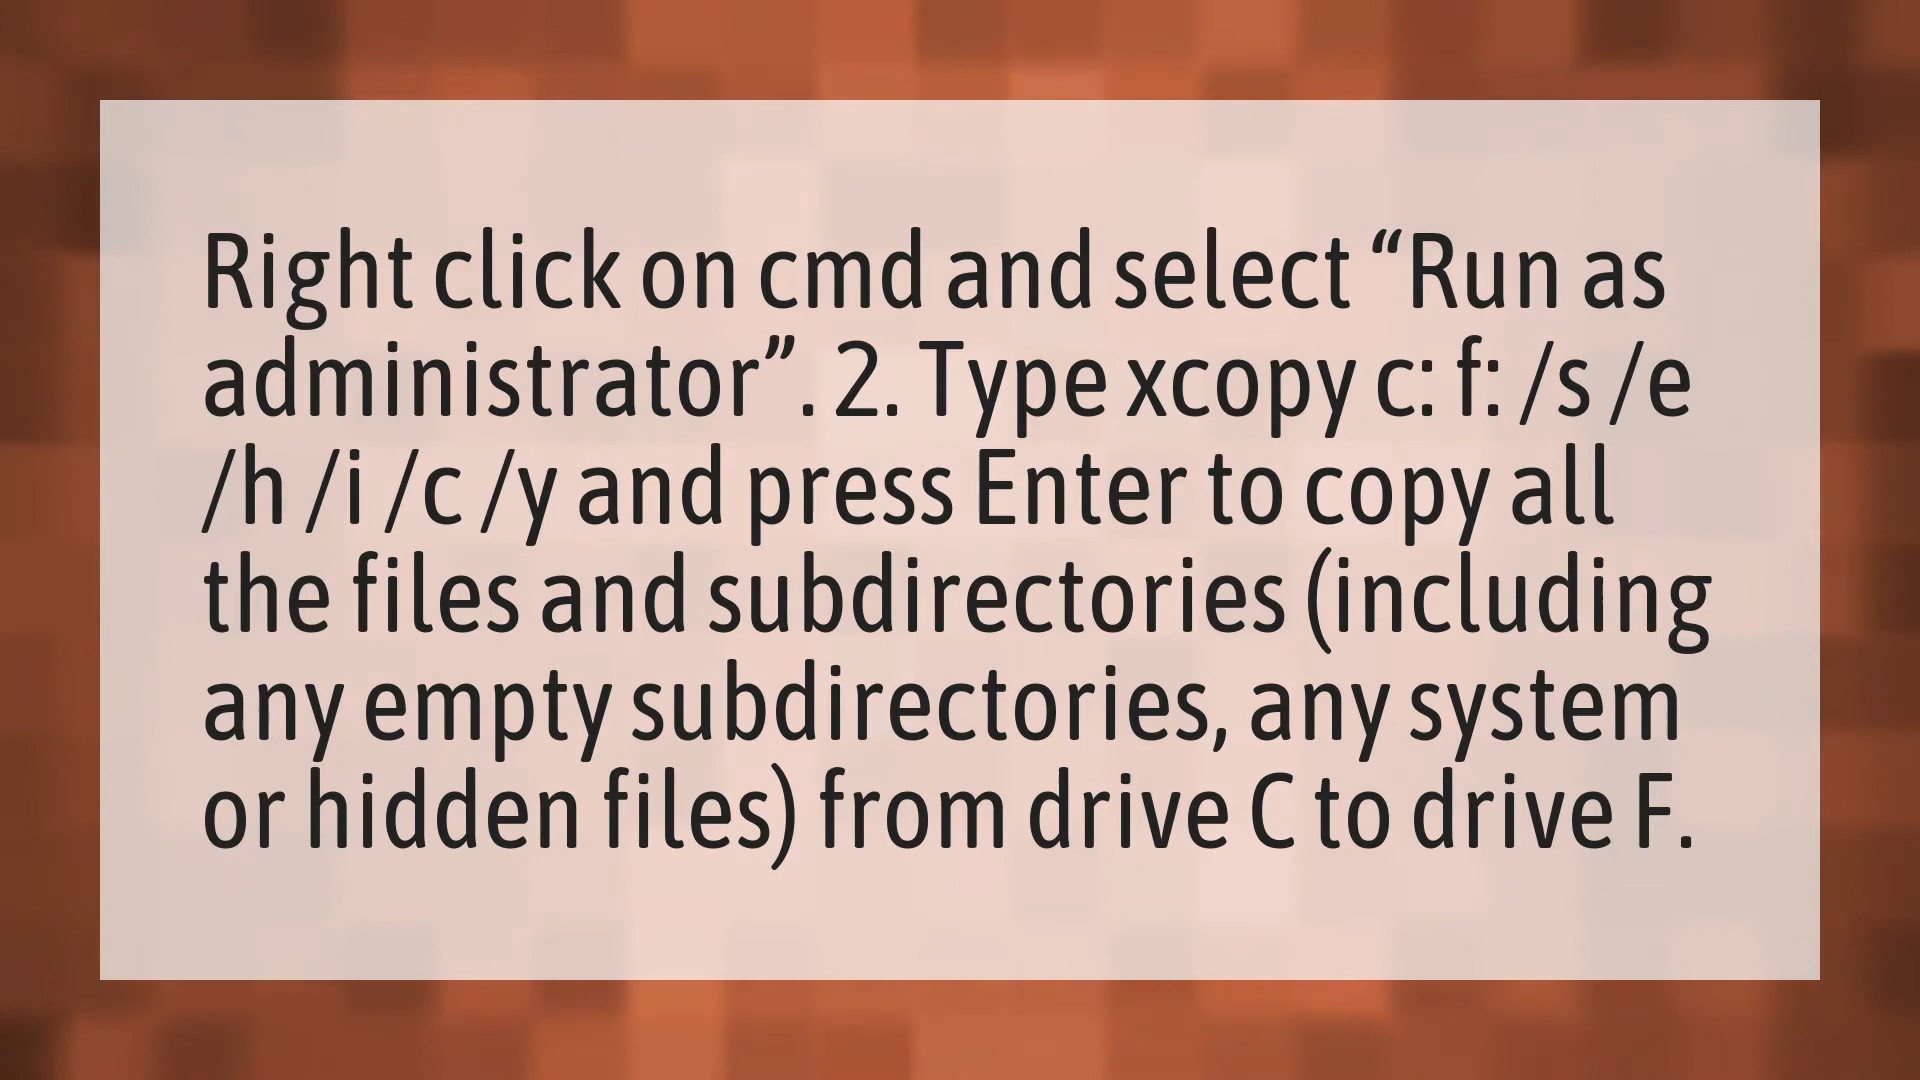 Right click on cmd and select “Run as
administrator”. 2. Type xcopy c: f: /s /e
/h /i /c /y and press Enter to copy all
the files and subdirectories (including
any empty subdirectories, any system
or hidden files) from drive C to drive F.